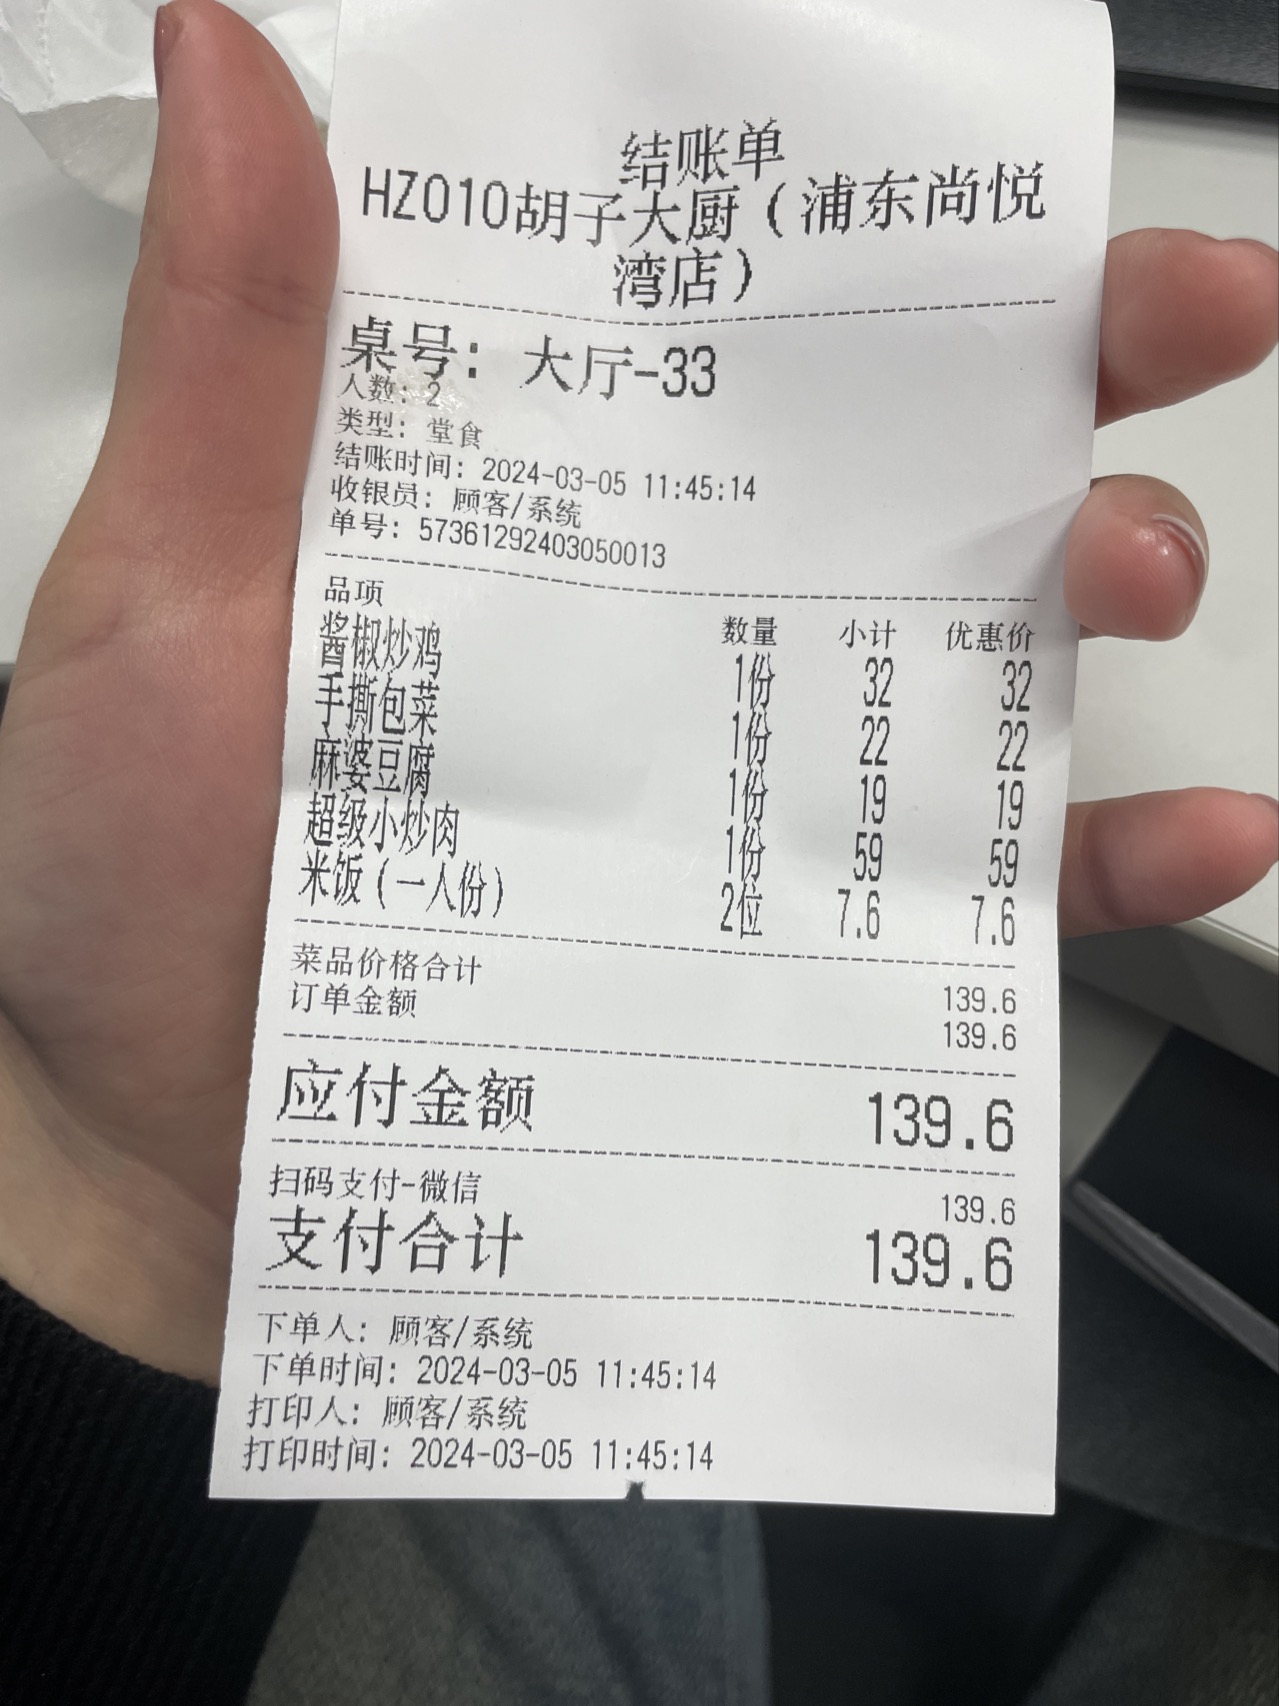 结账单
HZ010胡子大厨（浦东尚悦
湾店）
桌号：大厅-33
人数：2
类型：堂食
结账时间：2024-03-05 11:45:14
收银员：顾客/系统
单号：57361292403050013
品项 数量 小计 优惠价
酱椒炒鸡 1份 32 32
手撕包菜 1份 22 22
麻婆豆腐 1份 19 19
超级小炒肉 1份 59 59
米饭（一人份） 2位 7.6 7.6
菜品价格合计 139.6
订单金额 139.6
应付金额 139.6
扫码支付-微信 139.6
支付合计 139.6
下单人：顾客/系统
下单时间：2024-03-05 11:45:14
打印人：顾客/系统
打印时间：2024-03-05 11:45:14